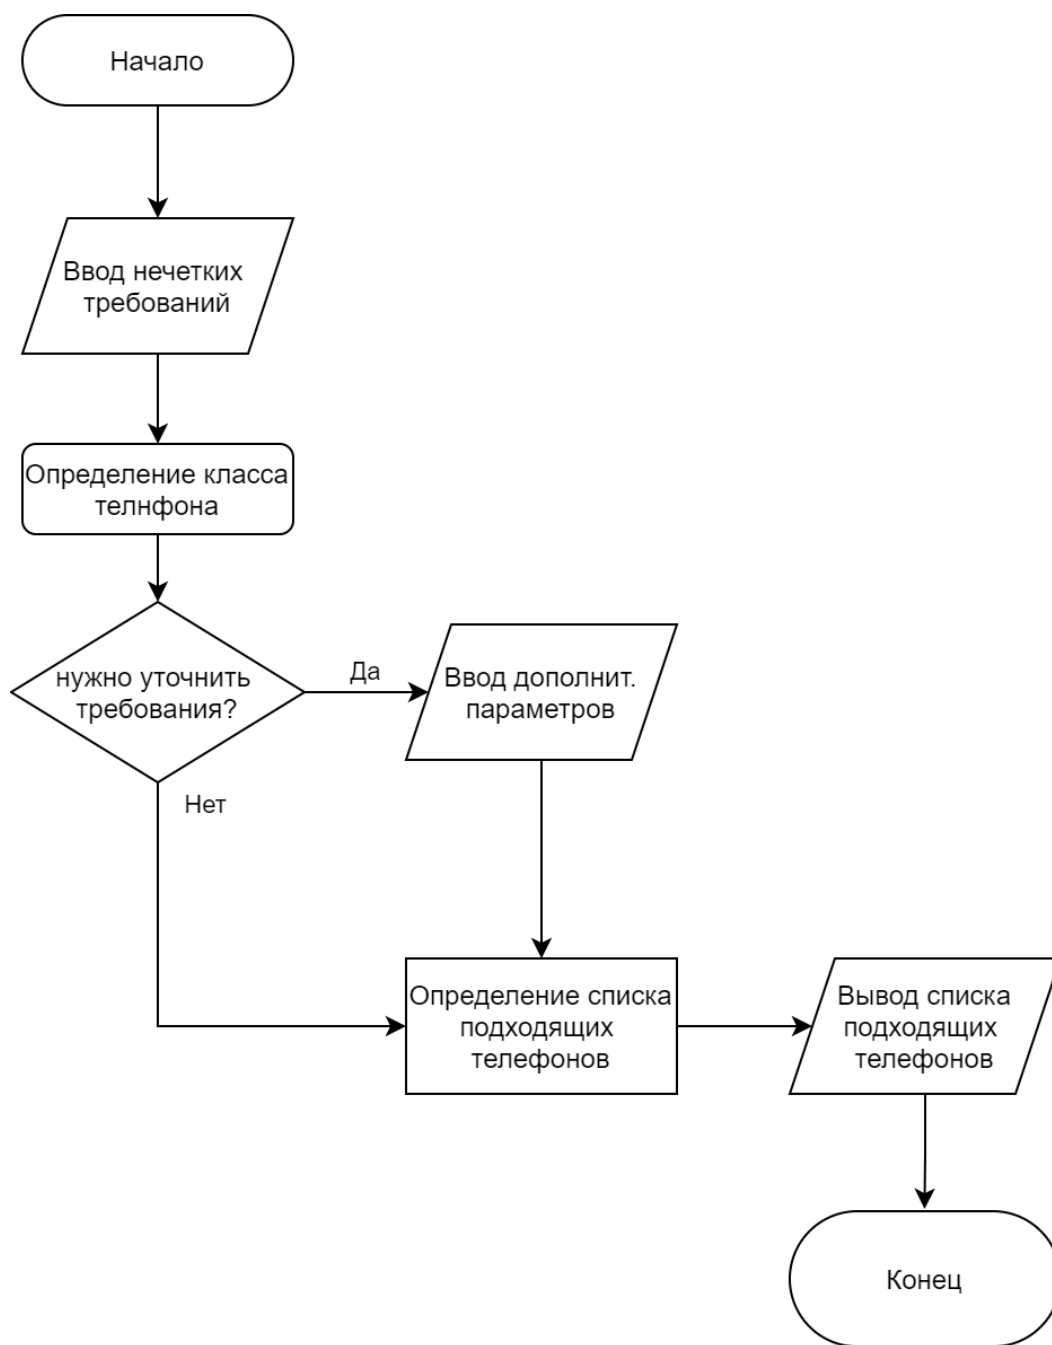 Начало
Ввод нечетких
требований
Определение класса
телнфона
нужно уточнить
требования?
Да
Ввод дополнит.
параметров
Нет
Определение списка
подходящих
телефонов
Вывод списка
подходящих
телефонов
Конец